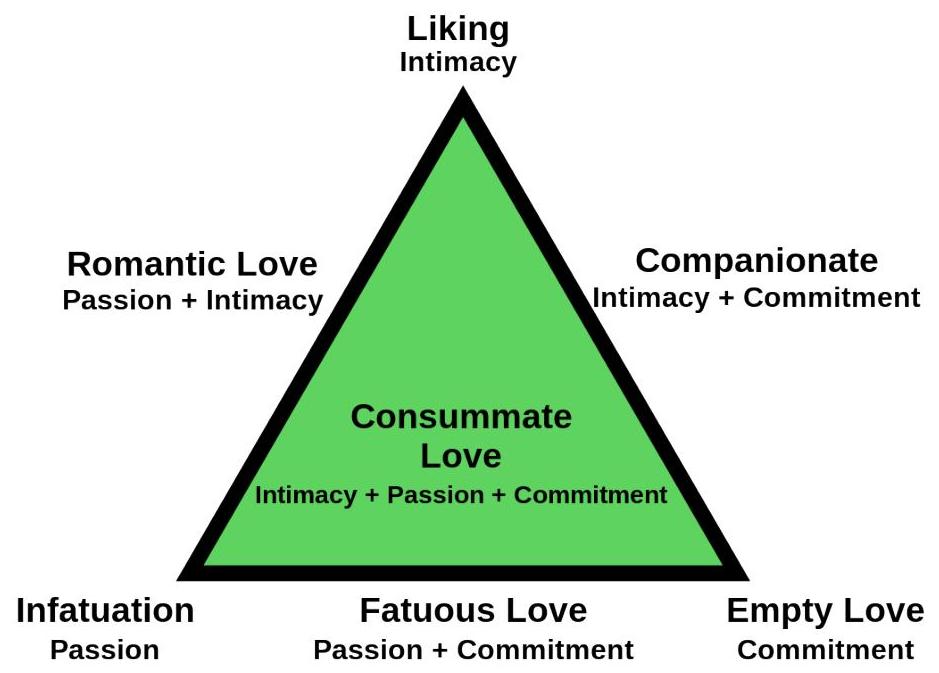 Liking
Intimacy
Romantic Love
Passion + Intimacy
Companionate
Intimacy + Commitment
Consummate
Love
Intimacy + Passion + Commitment
Infatuation
Passion
Fatuous Love
Passion + Commitment
Empty Love
Commitment